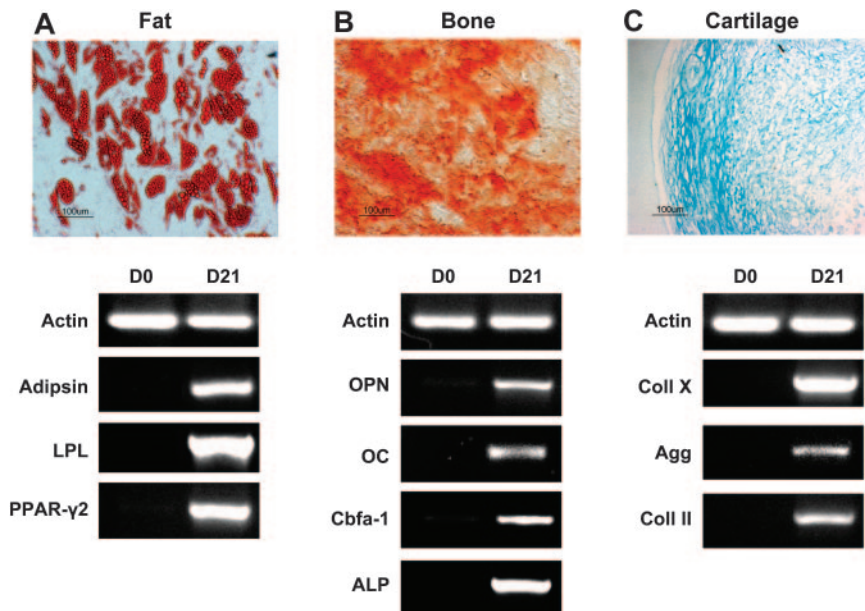 A Fat
100um
D0 D21
Actin
Adipsin
LPL
PPAR-γ2
B Bone
100um
D0 D21
Actin
OPN
OC
Cbfa-1
ALP
C Cartilage
100um
D0 D21
Actin
Coll X
Agg
Coll II